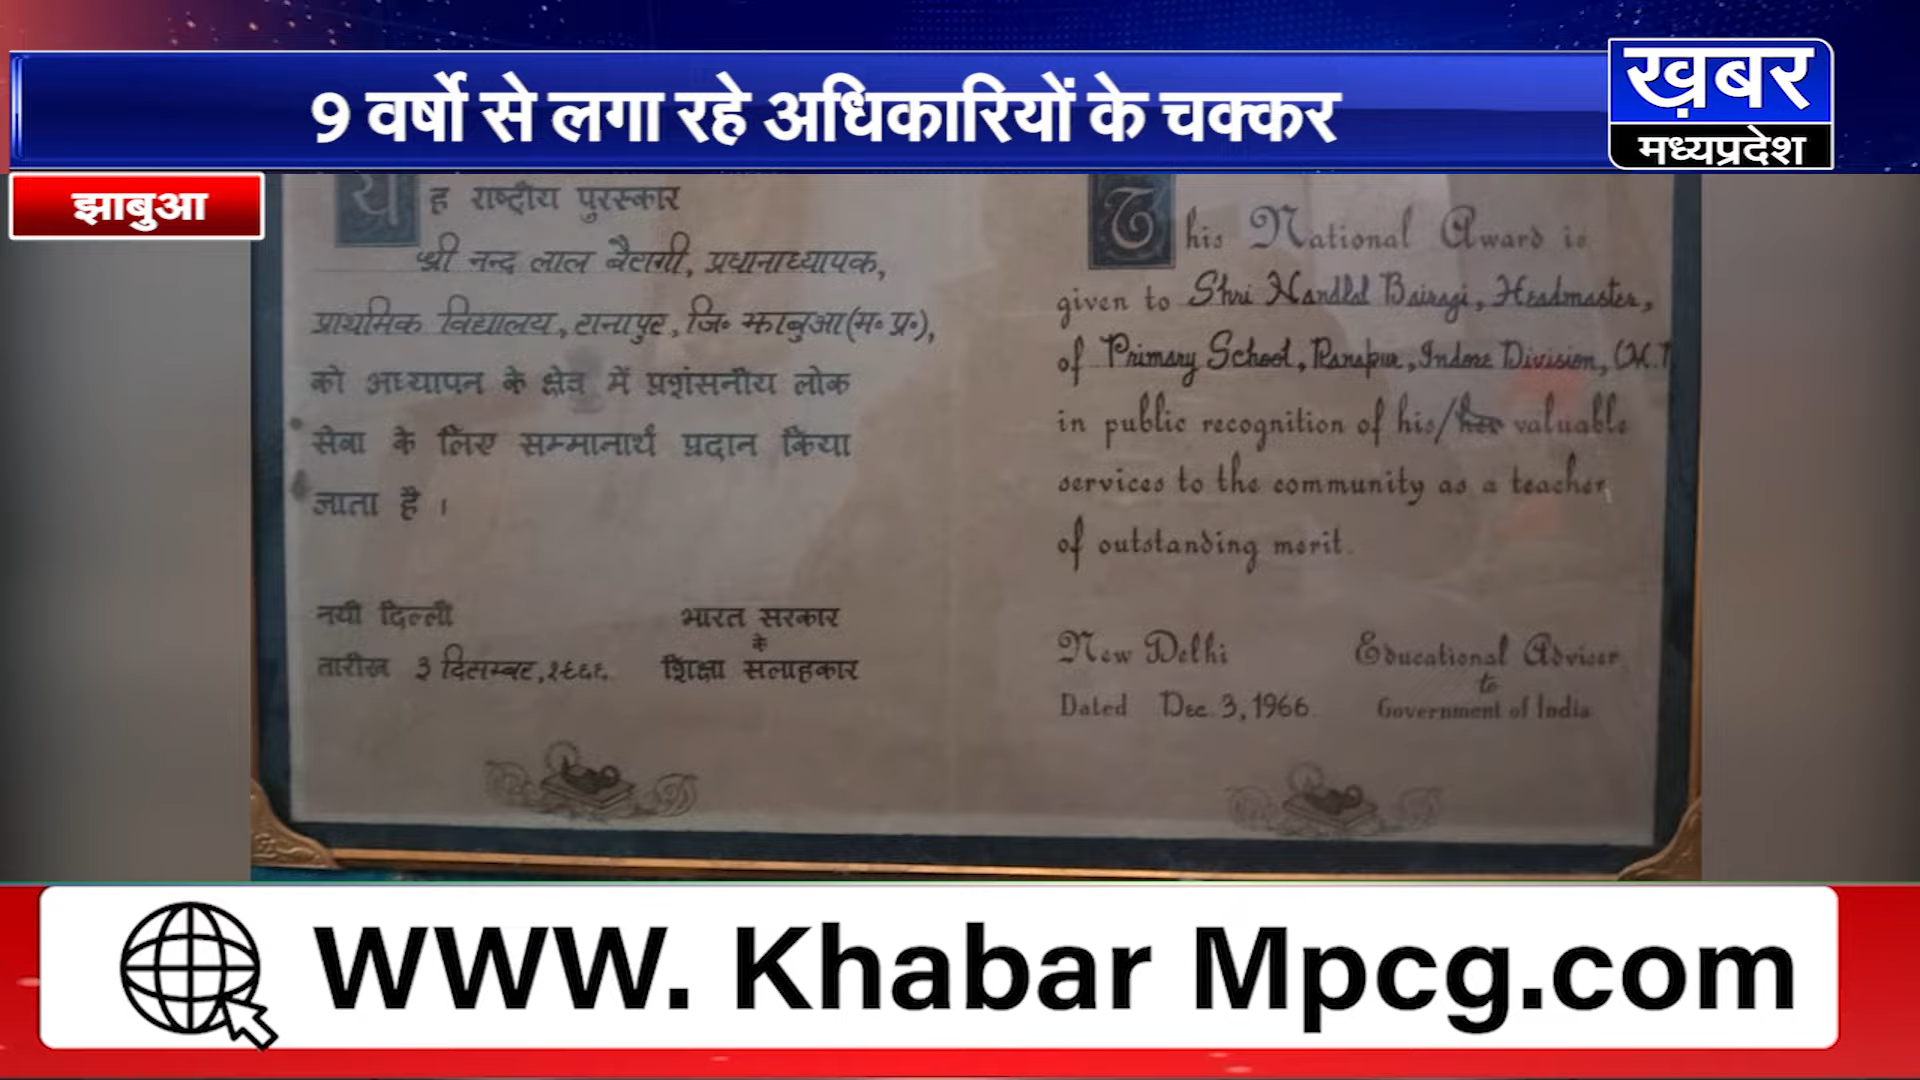 9 वर्षो से लगा रहे अधिकारियों के चक्कर
ख़बर
मध्यप्रदेश
झाबुआ
यह राष्ट्रीय पुरस्कार
श्री नन्द लाल बैरागी, प्रधानाध्यापक,
प्राथमिक विद्यालय, रानापुर, जि॰ झाबुआ (म॰ प्र॰),
को अध्यापन के क्षेत्र में प्रशंसनीय लोक
सेवा के लिए सम्मानार्थ प्रदान किया
जाता है ।
नयी दिल्ली
तारीख ३ दिसम्बर, १९६६
भारत सरकार
के
शिक्षा सलाहकार
This National Award is
given to Shri Nandlal Bairagi, Headmaster,
of Primary School, Ranapur, Indore Division, (M.P
in public recognition of his/her valuable
services to the community as a teacher
of outstanding merit.
New Delhi
Dated Dec. 3, 1966
Educational Adviser
to
Government of India
WWW. Khabar Mpcg.com